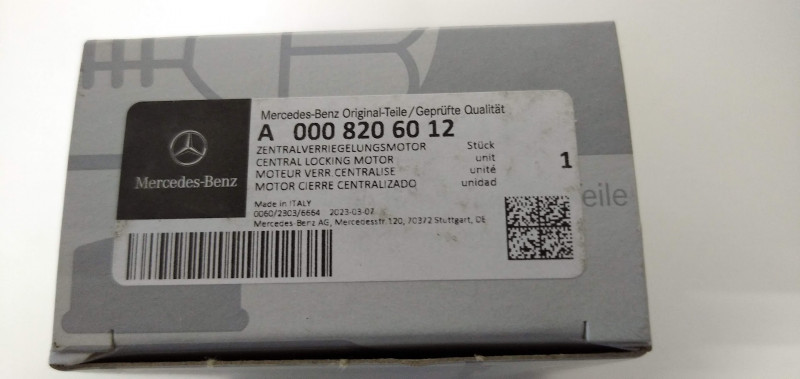 Mercedes-Benz Original-Teile/Geprüfte Qualität
A 000 820 60 12
ZENTRALVERRIEGELUNGSMOTOR Stück
CENTRAL LOCKING MOTOR unit
MOTEUR VERR.CENTRALISE unité
MOTOR CIERRE CENTRALIZADO unidad
1
Mercedes-Benz
Made in ITALY
0060/2303/6664 2023-03-07
Mercedes-Benz AG, Mercedesstr.120, 70372 Stuttgart, DE
eile